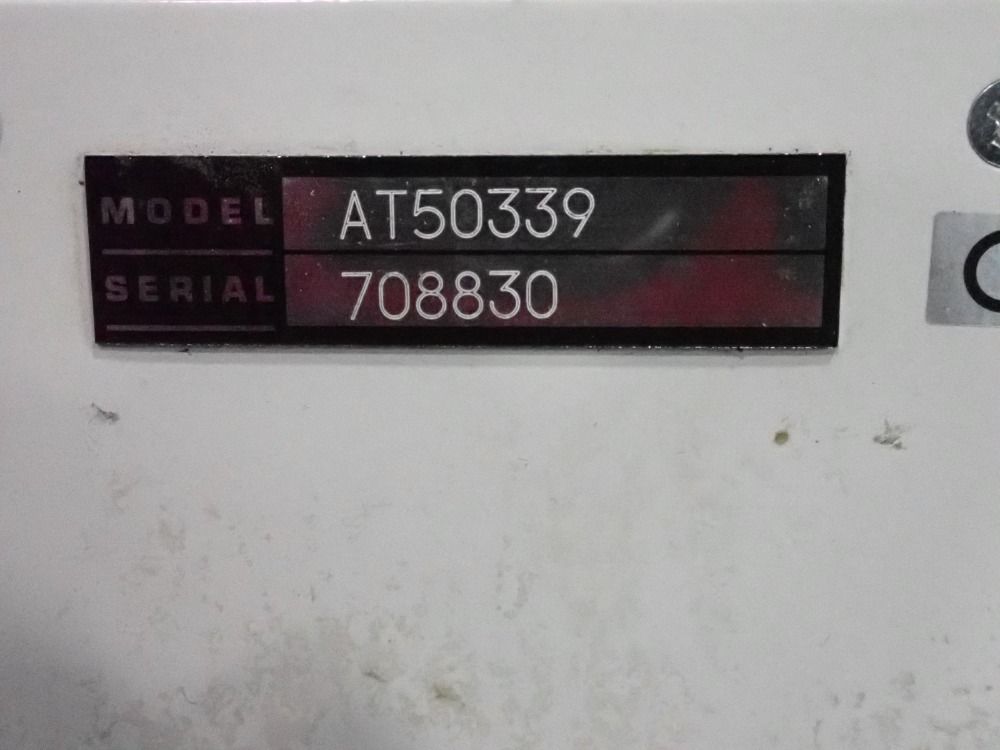 MODEL AT50339
SERIAL 708830